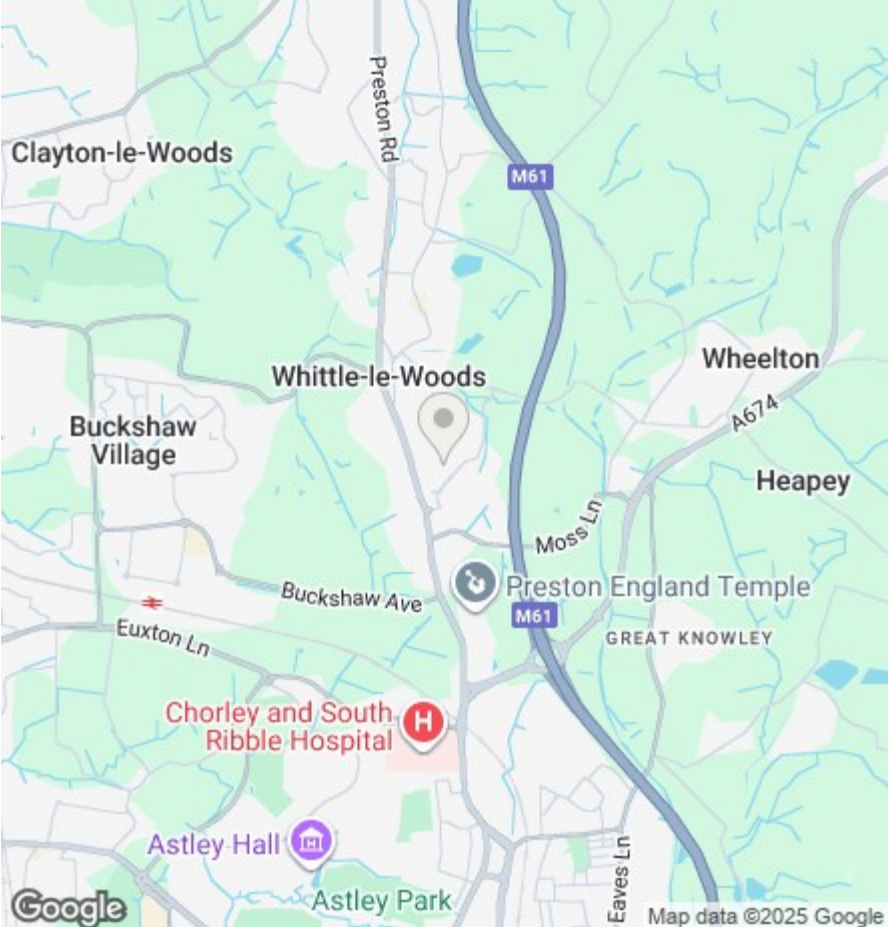 Preston Rd
Clayton-le-Woods
M61
Wheelton
Whittle-le-Woods
A674
Buckshaw
Village
Heapey
Moss Ln
Preston England Temple
Buckshaw Ave
M61
Euxton Ln
GREAT KNOWLEY
Chorley and South
Ribble Hospital
H
Astley Hall
Eaves Ln
Astley Park
Google
Map data ©2025 Google